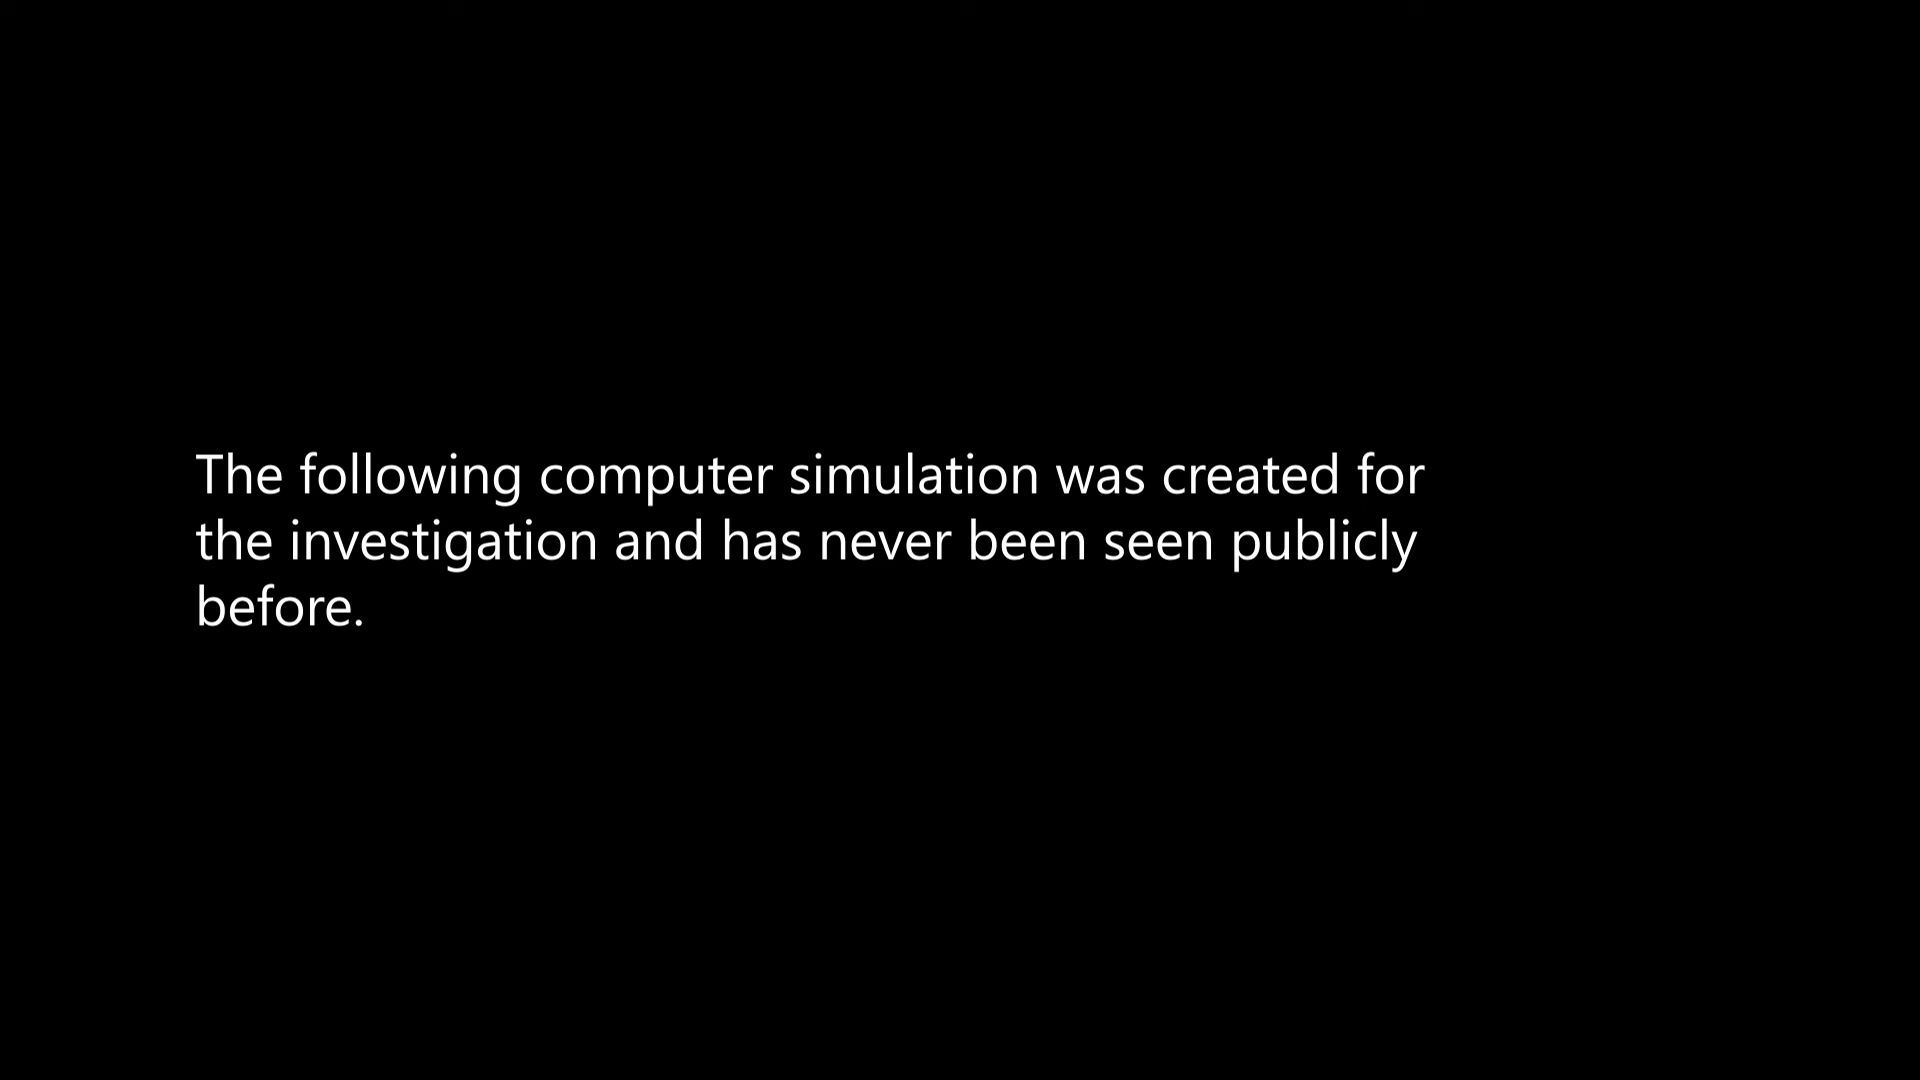 The following computer simulation was created for
the investigation and has never been seen publicly
before.